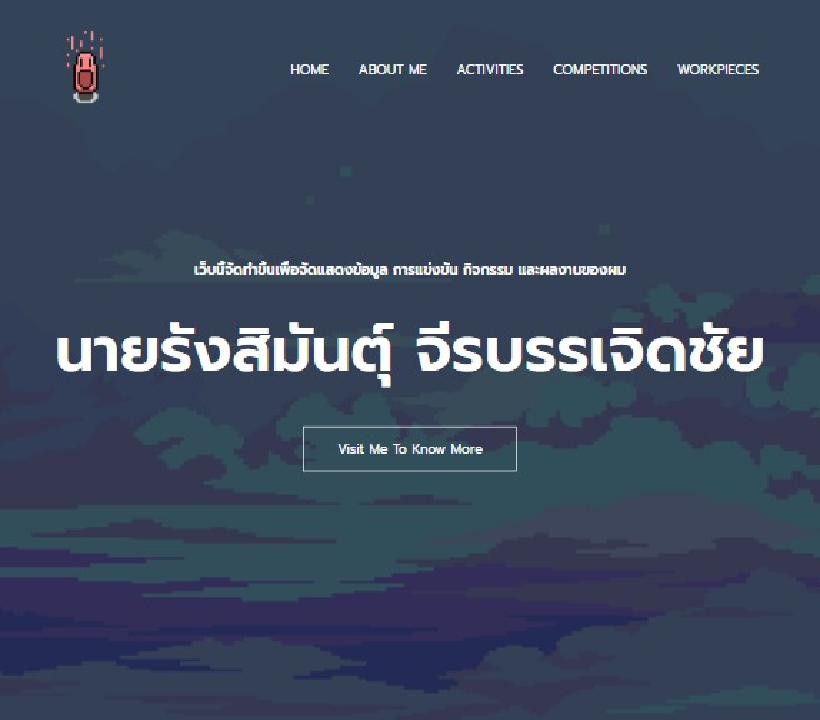 HOME ABOUT ME ACTIVITIES COMPETITIONS WORKPIECES
เว็บนี้จัดทำขึ้นเพื่อจัดแสดงข้อมูล การแข่งขัน กิจกรรม และผลงานของผม
นายรังสิมันตุ์ จีรบรรเจิดชัย
Visit Me To Know More